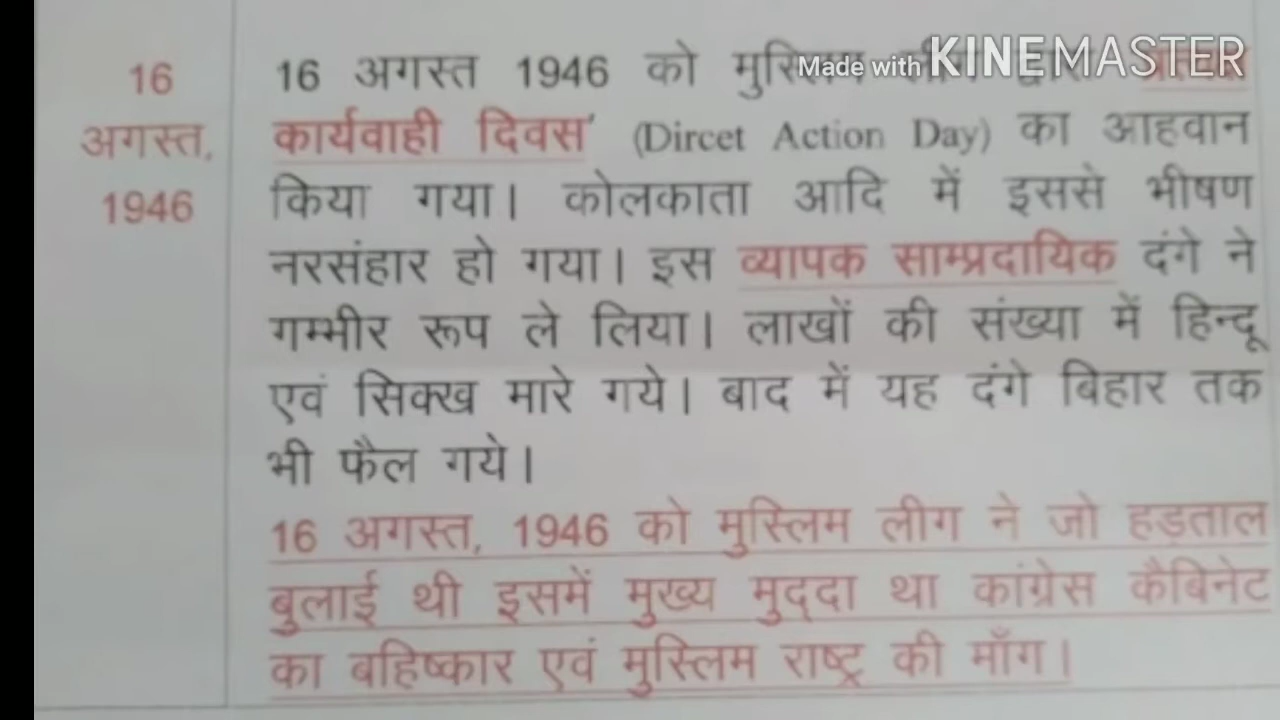 16
अगस्त,
1946
Made with KINEMASTER
16 अगस्त 1946 को
कार्यवाही दिवस' (Dircet Action Day) का आहवान
किया गया। कोलकाता आदि में इससे भीषण
नरसंहार हो गया। इस व्यापक साम्प्रदायिक दंगे ने
गम्भीर रूप ले लिया। लाखों की संख्या में हिन्दू
एवं सिक्ख मारे गये। बाद में यह दंगे बिहार तक
भी फैल गये।
16 अगस्त, 1946 को मुस्लिम लीग ने जो हड़ताल
बुलाई थी इसमें मुख्य मुद्दा था कांग्रेस कैबिनेट
का बहिष्कार एवं मुस्लिम राष्ट्र की माँग।